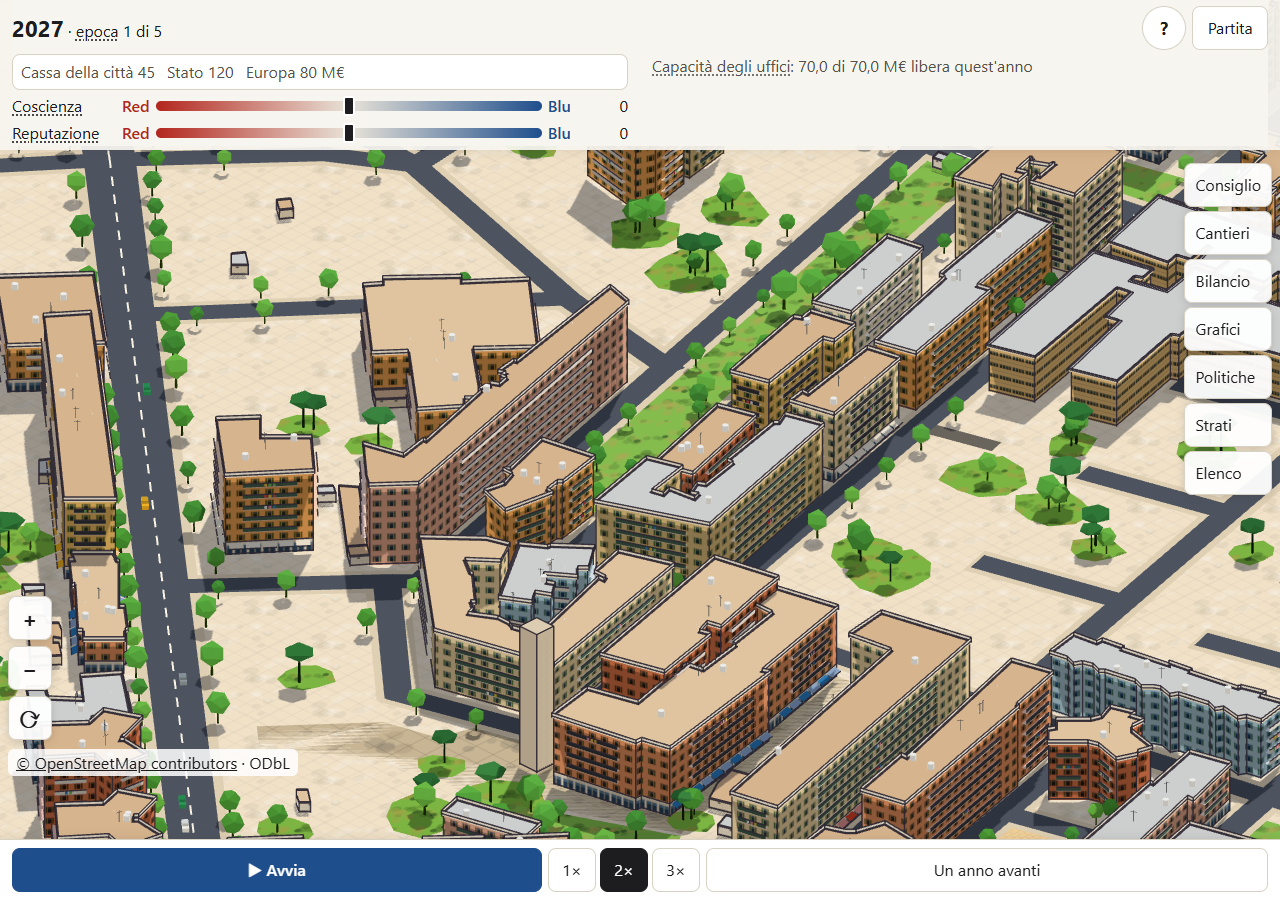 2027 · epoca 1 di 5
?
Partita
Cassa della città 45 Stato 120 Europa 80 M€
Capacità degli uffici: 70,0 di 70,0 M€ libera quest'anno
Coscienza Red Blu 0
Reputazione Red Blu 0
Consiglio
Cantieri
Bilancio
Grafici
Politiche
Strati
Elenco
+
−
© OpenStreetMap contributors · ODbL
▶ Avvia
1×
2×
3×
Un anno avanti